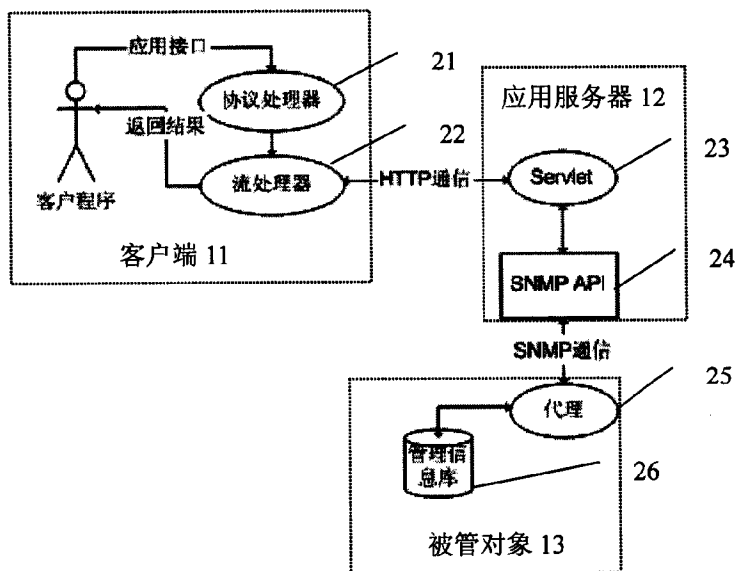 应用接口
21
协议处理器
返回结果
22
流处理器
客户程序
客户端 11
HTTP通信
应用服务器 12
23
Servlet
24
SNMP API
SNMP通信
25
代理
管理信
息库
26
被管对象 13